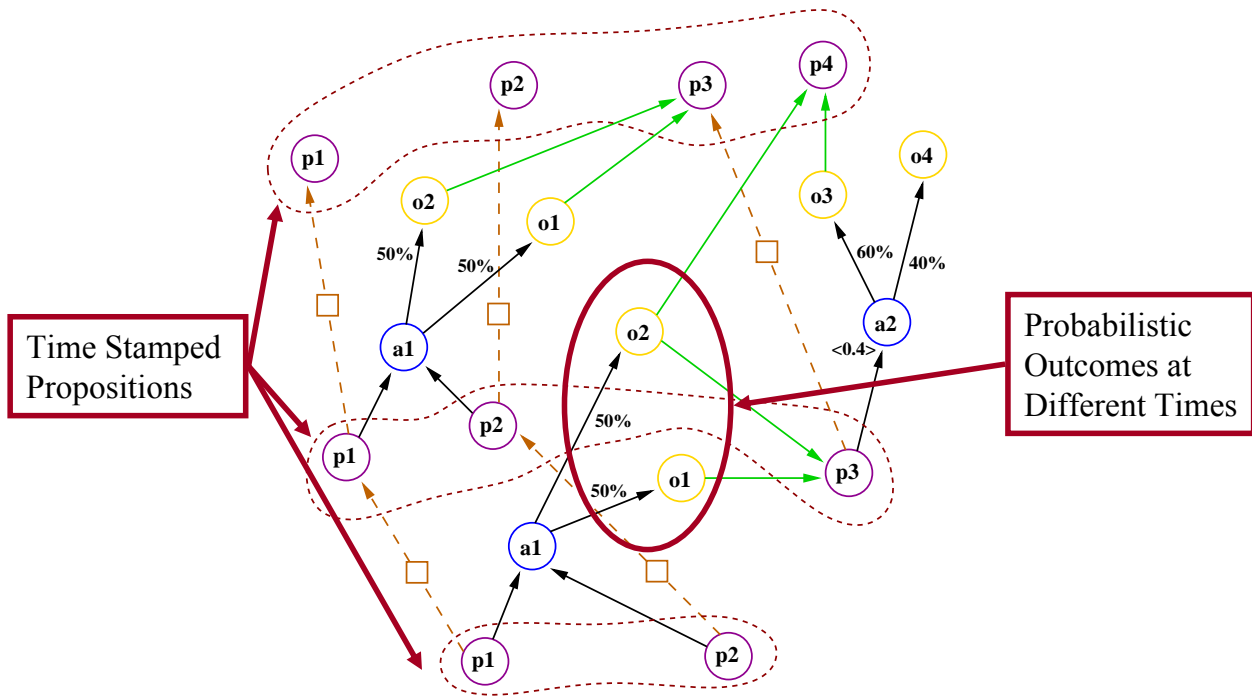 p4
p2
p3
p1
o4
o2
o3
o1
50%
50%
60%
40%
Time Stamped
Propositions
a1
o2
a2
<0.4>
Probabilistic
Outcomes at
Different Times
p2
50%
p1
p3
o1
50%
a1
p1
p2